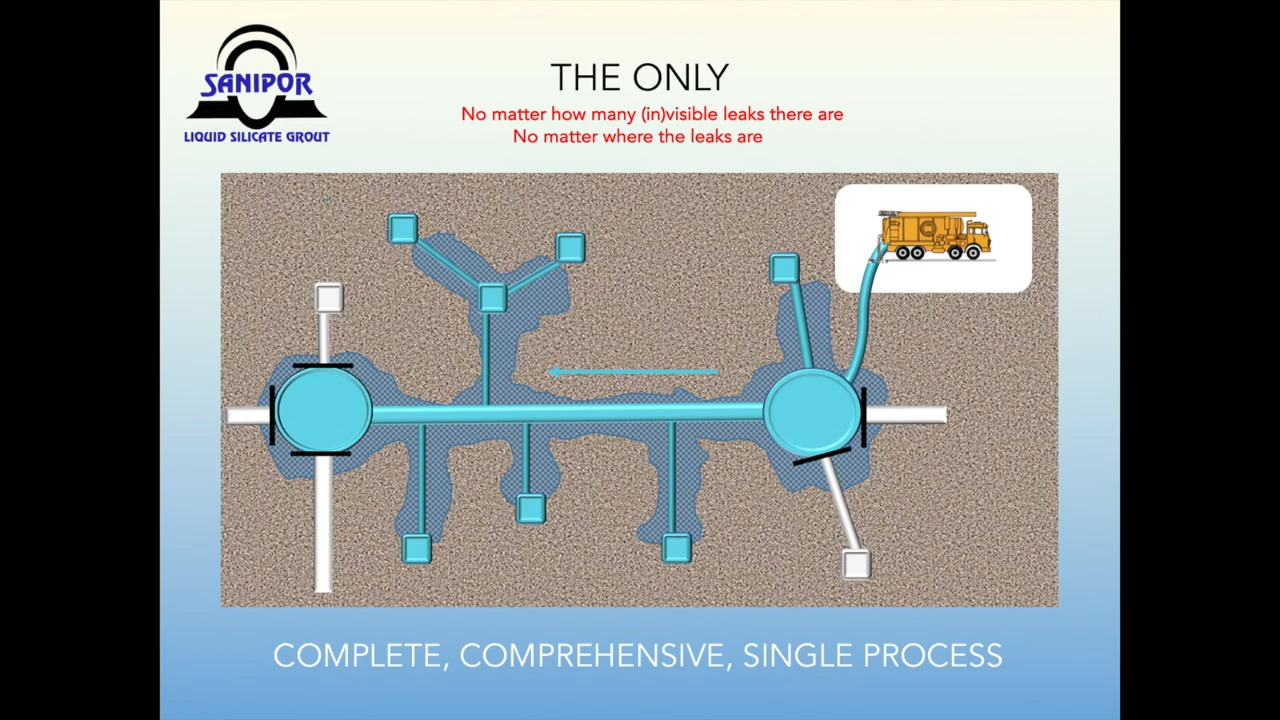 SANIPOR
LIQUID SILICATE GROUT
THE ONLY
No matter how many (in)visible leaks there are
No matter where the leaks are
COMPLETE, COMPREHENSIVE, SINGLE PROCESS